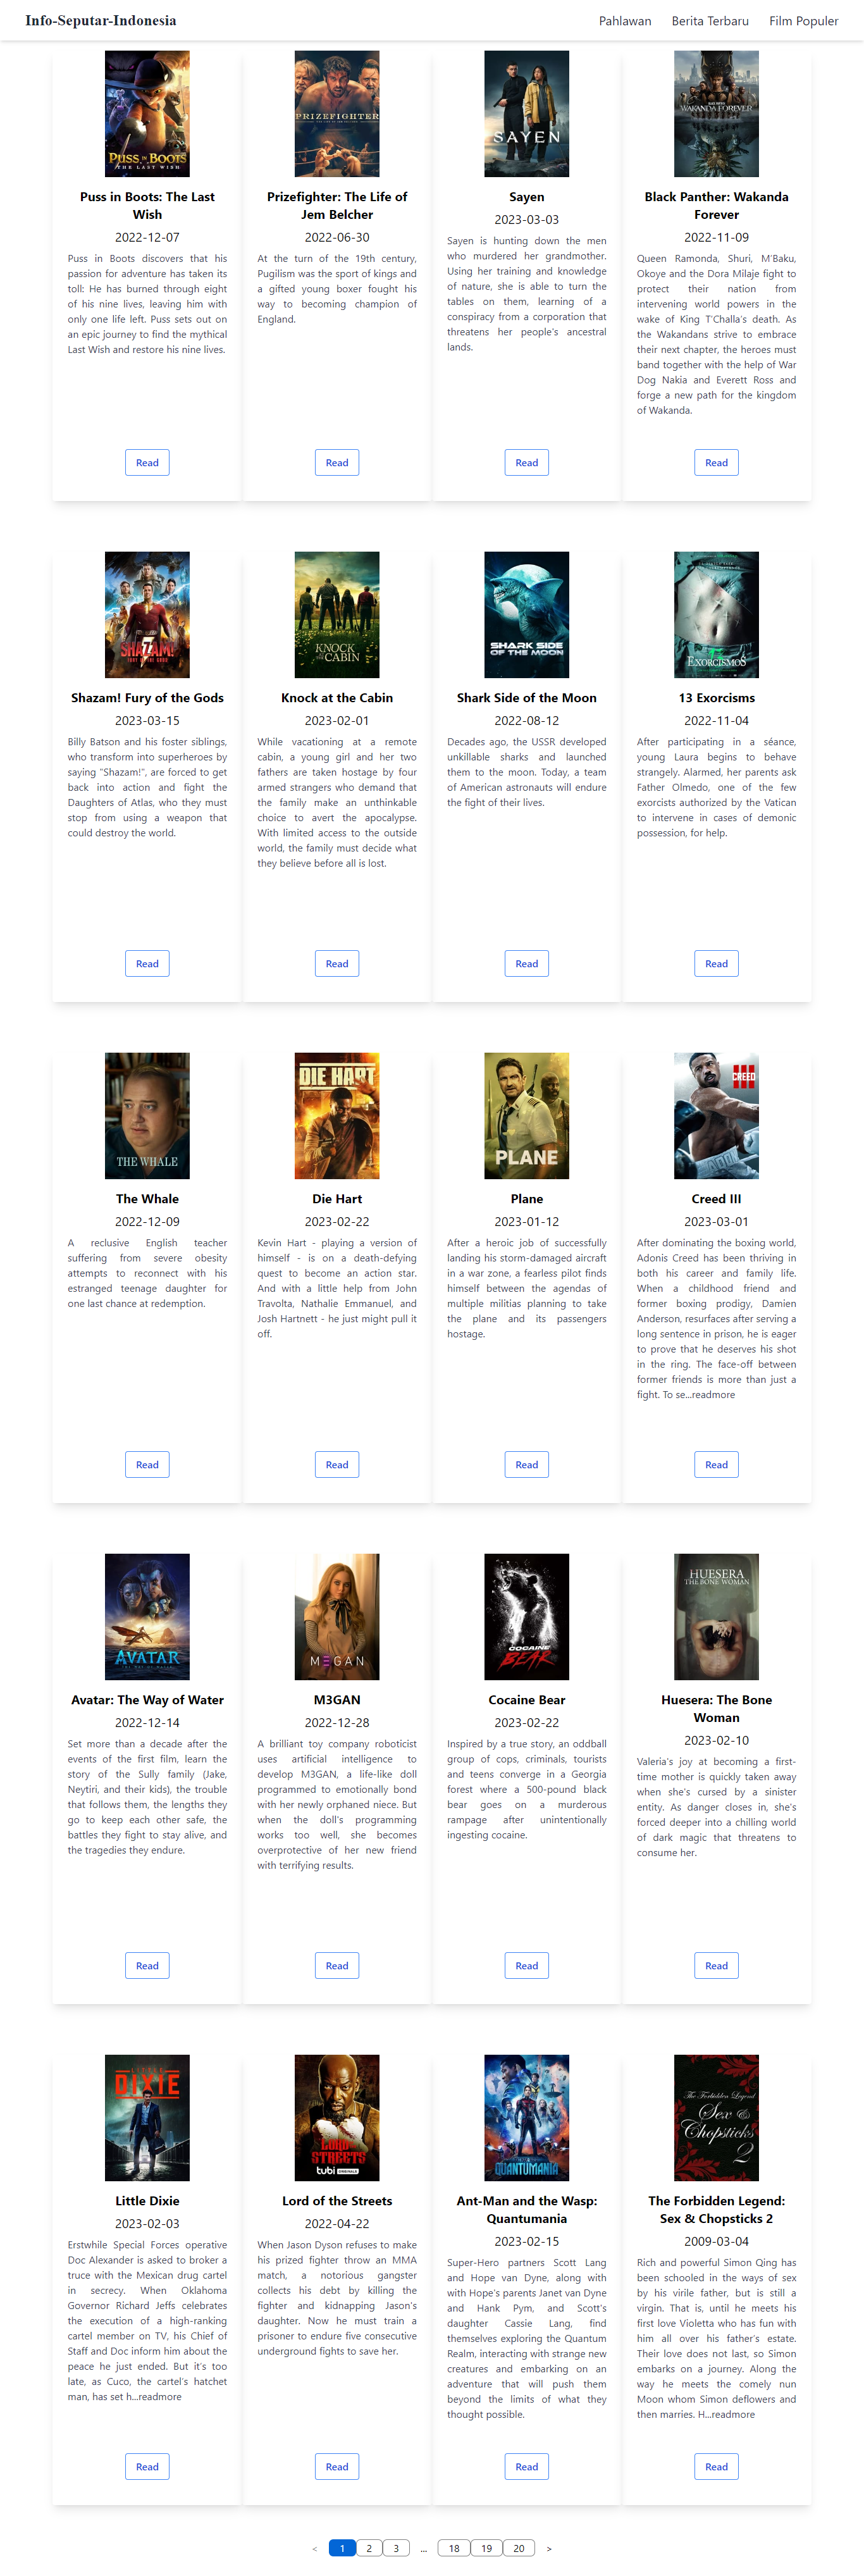 Info-Seputar-Indonesia
Pahlawan Berita Terbaru Film Populer
PUSS IN BOOTS
THE LAST WISH
Puss in Boots: The Last
Wish
2022-12-07
Puss in Boots discovers that his
passion for adventure has taken its
toll: He has burned through eight
of his nine lives, leaving him with
only one life left. Puss sets out on
an epic journey to find the mythical
Last Wish and restore his nine lives.
Read
PRIZEFIGHTER
Prizefighter: The Life of
Jem Belcher
2022-06-30
At the turn of the 19th century,
Pugilism was the sport of kings and
a gifted young boxer fought his
way to becoming champion of
England.
Read
SAYEN
Sayen
2023-03-03
Sayen is hunting down the men
who murdered her grandmother.
Using her training and knowledge
of nature, she is able to turn the
tables on them, learning of a
conspiracy from a corporation that
threatens her people's ancestral
lands.
Read
WAKANDA FOREVER
Black Panther: Wakanda
Forever
2022-11-09
Queen Ramonda, Shuri, M'Baku,
Okoye and the Dora Milaje fight to
protect their nation from
intervening world powers in the
wake of King T'Challa's death. As
the Wakandans strive to embrace
their next chapter, the heroes must
band together with the help of War
Dog Nakia and Everett Ross and
forge a new path for the kingdom
of Wakanda.
Read
SHAZAM!
FURY OF THE GODS
Shazam! Fury of the Gods
2023-03-15
Billy Batson and his foster siblings,
who transform into superheroes by
saying "Shazam!", are forced to get
back into action and fight the
Daughters of Atlas, who they must
stop from using a weapon that
could destroy the world.
Read
KNOCK
AT THE
CABIN
Knock at the Cabin
2023-02-01
While vacationing at a remote
cabin, a young girl and her two
fathers are taken hostage by four
armed strangers who demand that
the family make an unthinkable
choice to avert the apocalypse.
With limited access to the outside
world, the family must decide what
they believe before all is lost.
Read
SHARK SIDE
OF THE MOON
Shark Side of the Moon
2022-08-12
Decades ago, the USSR developed
unkillable sharks and launched
them to the moon. Today, a team
of American astronauts will endure
the fight of their lives.
Read
13
EXORCISMOS
13 Exorcisms
2022-11-04
After participating in a séance,
young Laura begins to behave
strangely. Alarmed, her parents ask
Father Olmedo, one of the few
exorcists authorized by the Vatican
to intervene in cases of demonic
possession, for help.
Read
THE WHALE
The Whale
2022-12-09
A reclusive English teacher
suffering from severe obesity
attempts to reconnect with his
estranged teenage daughter for
one last chance at redemption.
Read
DIE HART
Die Hart
2023-02-22
Kevin Hart - playing a version of
himself - is on a death-defying
quest to become an action star.
And with a little help from John
Travolta, Nathalie Emmanuel, and
Josh Hartnett - he just might pull it
off.
Read
PLANE
Plane
2023-01-12
After a heroic job of successfully
landing his storm-damaged aircraft
in a war zone, a fearless pilot finds
himself between the agendas of
multiple militias planning to take
the plane and its passengers
hostage.
Read
CREED
III
Creed III
2023-03-01
After dominating the boxing world,
Adonis Creed has been thriving in
both his career and family life.
When a childhood friend and
former boxing prodigy, Damien
Anderson, resurfaces after serving a
long sentence in prison, he is eager
to prove that he deserves his shot
in the ring. The face-off between
former friends is more than just a
fight. To se...readmore
Read
AVATAR
THE WAY OF WATER
Avatar: The Way of Water
2022-12-14
Set more than a decade after the
events of the first film, learn the
story of the Sully family (Jake,
Neytiri, and their kids), the trouble
that follows them, the lengths they
go to keep each other safe, the
battles they fight to stay alive, and
the tragedies they endure.
Read
M3GAN
M3GAN
2022-12-28
A brilliant toy company roboticist
uses artificial intelligence to
develop M3GAN, a life-like doll
programmed to emotionally bond
with her newly orphaned niece. But
when the doll's programming
works too well, she becomes
overprotective of her new friend
with terrifying results.
Read
COCAINE
BEAR
Cocaine Bear
2023-02-22
Inspired by a true story, an oddball
group of cops, criminals, tourists
and teens converge in a Georgia
forest where a 500-pound black
bear goes on a murderous
rampage after unintentionally
ingesting cocaine.
Read
HUESERA
THE BONE WOMAN
Huesera: The Bone
Woman
2023-02-10
Valeria's joy at becoming a first-
time mother is quickly taken away
when she's cursed by a sinister
entity. As danger closes in, she's
forced deeper into a chilling world
of dark magic that threatens to
consume her.
Read
LITTLE
DIXIE
Little Dixie
2023-02-03
Erstwhile Special Forces operative
Doc Alexander is asked to broker a
truce with the Mexican drug cartel
in secrecy. When Oklahoma
Governor Richard Jeffs celebrates
the execution of a high-ranking
cartel member on TV, his Chief of
Staff and Doc inform him about the
peace he just ended. But it's too
late, as Cuco, the cartel's hatchet
man, has set h...readmore
Read
LORD
STREETS
tubi ORIGINALS
Lord of the Streets
2022-04-22
When Jason Dyson refuses to make
his prized fighter throw an MMA
match, a notorious gangster
collects his debt by killing the
fighter and kidnapping Jason's
daughter. Now he must train a
prisoner to endure five consecutive
underground fights to save her.
Read
QUANTUMANIA
Ant-Man and the Wasp:
Quantumania
2023-02-15
Super-Hero partners Scott Lang
and Hope van Dyne, along with
with Hope's parents Janet van Dyne
and Hank Pym, and Scott's
daughter Cassie Lang, find
themselves exploring the Quantum
Realm, interacting with strange new
creatures and embarking on an
adventure that will push them
beyond the limits of what they
thought possible.
Read
The Forbidden Legend
Sex &
Chopsticks
2
The Forbidden Legend:
Sex & Chopsticks 2
2009-03-04
Rich and powerful Simon Qing has
been schooled in the ways of sex
by his virile father, but is still a
virgin. That is, until he meets his
first love Violetta who has fun with
him all over his father's estate.
Their love does not last, so Simon
embarks on a journey. Along the
way he meets the comely nun
Moon whom Simon deflowers and
then marries. H...readmore
Read
< 1 2 3 ... 18 19 20 >